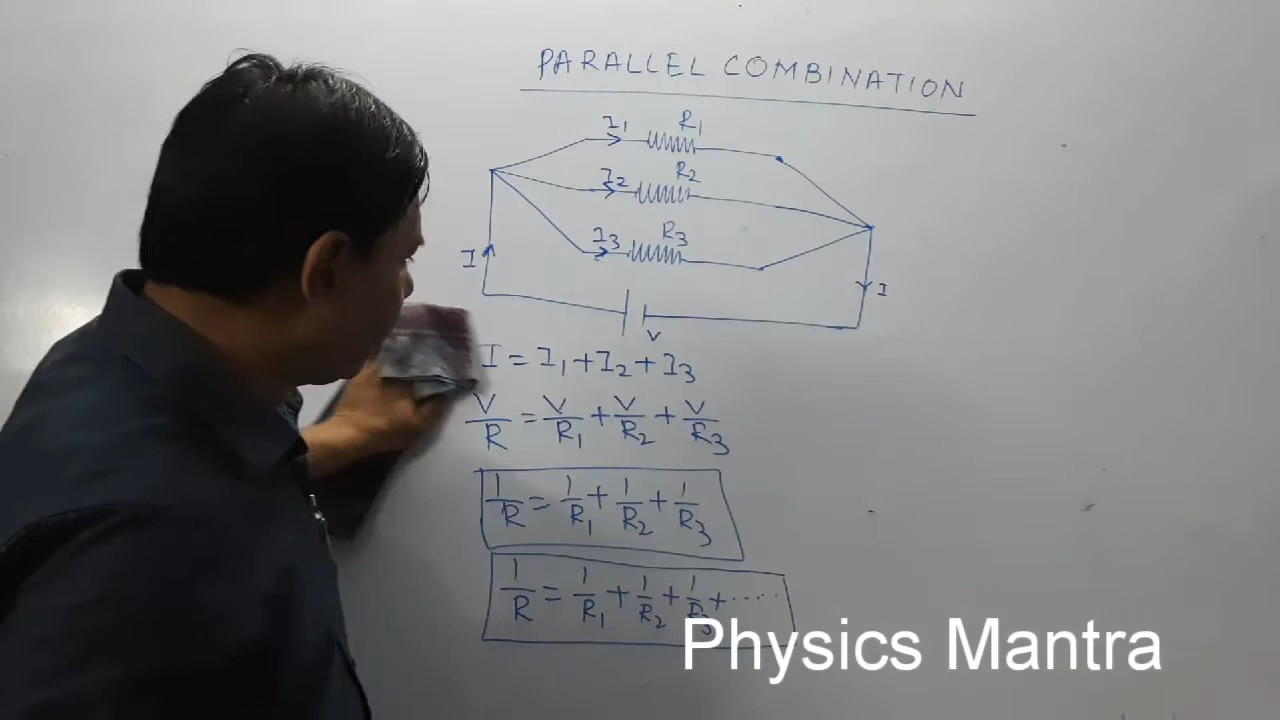 PARALLEL COMBINATION
I₁ R₁
I₂ R₂
I₃ R₃
I
I
V
I = I₁ + I₂ + I₃
V/R = V/R₁ + V/R₂ + V/R₃
1/R = 1/R₁ + 1/R₂ + 1/R₃
1/R = 1/R₁ + 1/R₂ + 1/R₃ + ......
Physics Mantra